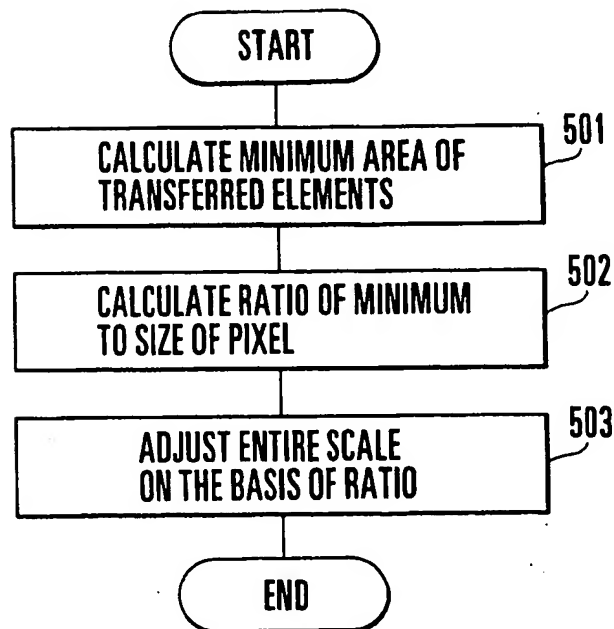 START
501
CALCULATE MINIMUM AREA OF
TRANSFERRED ELEMENTS
502
CALCULATE RATIO OF MINIMUM
TO SIZE OF PIXEL
503
ADJUST ENTIRE SCALE
ON THE BASIS OF RATIO
END